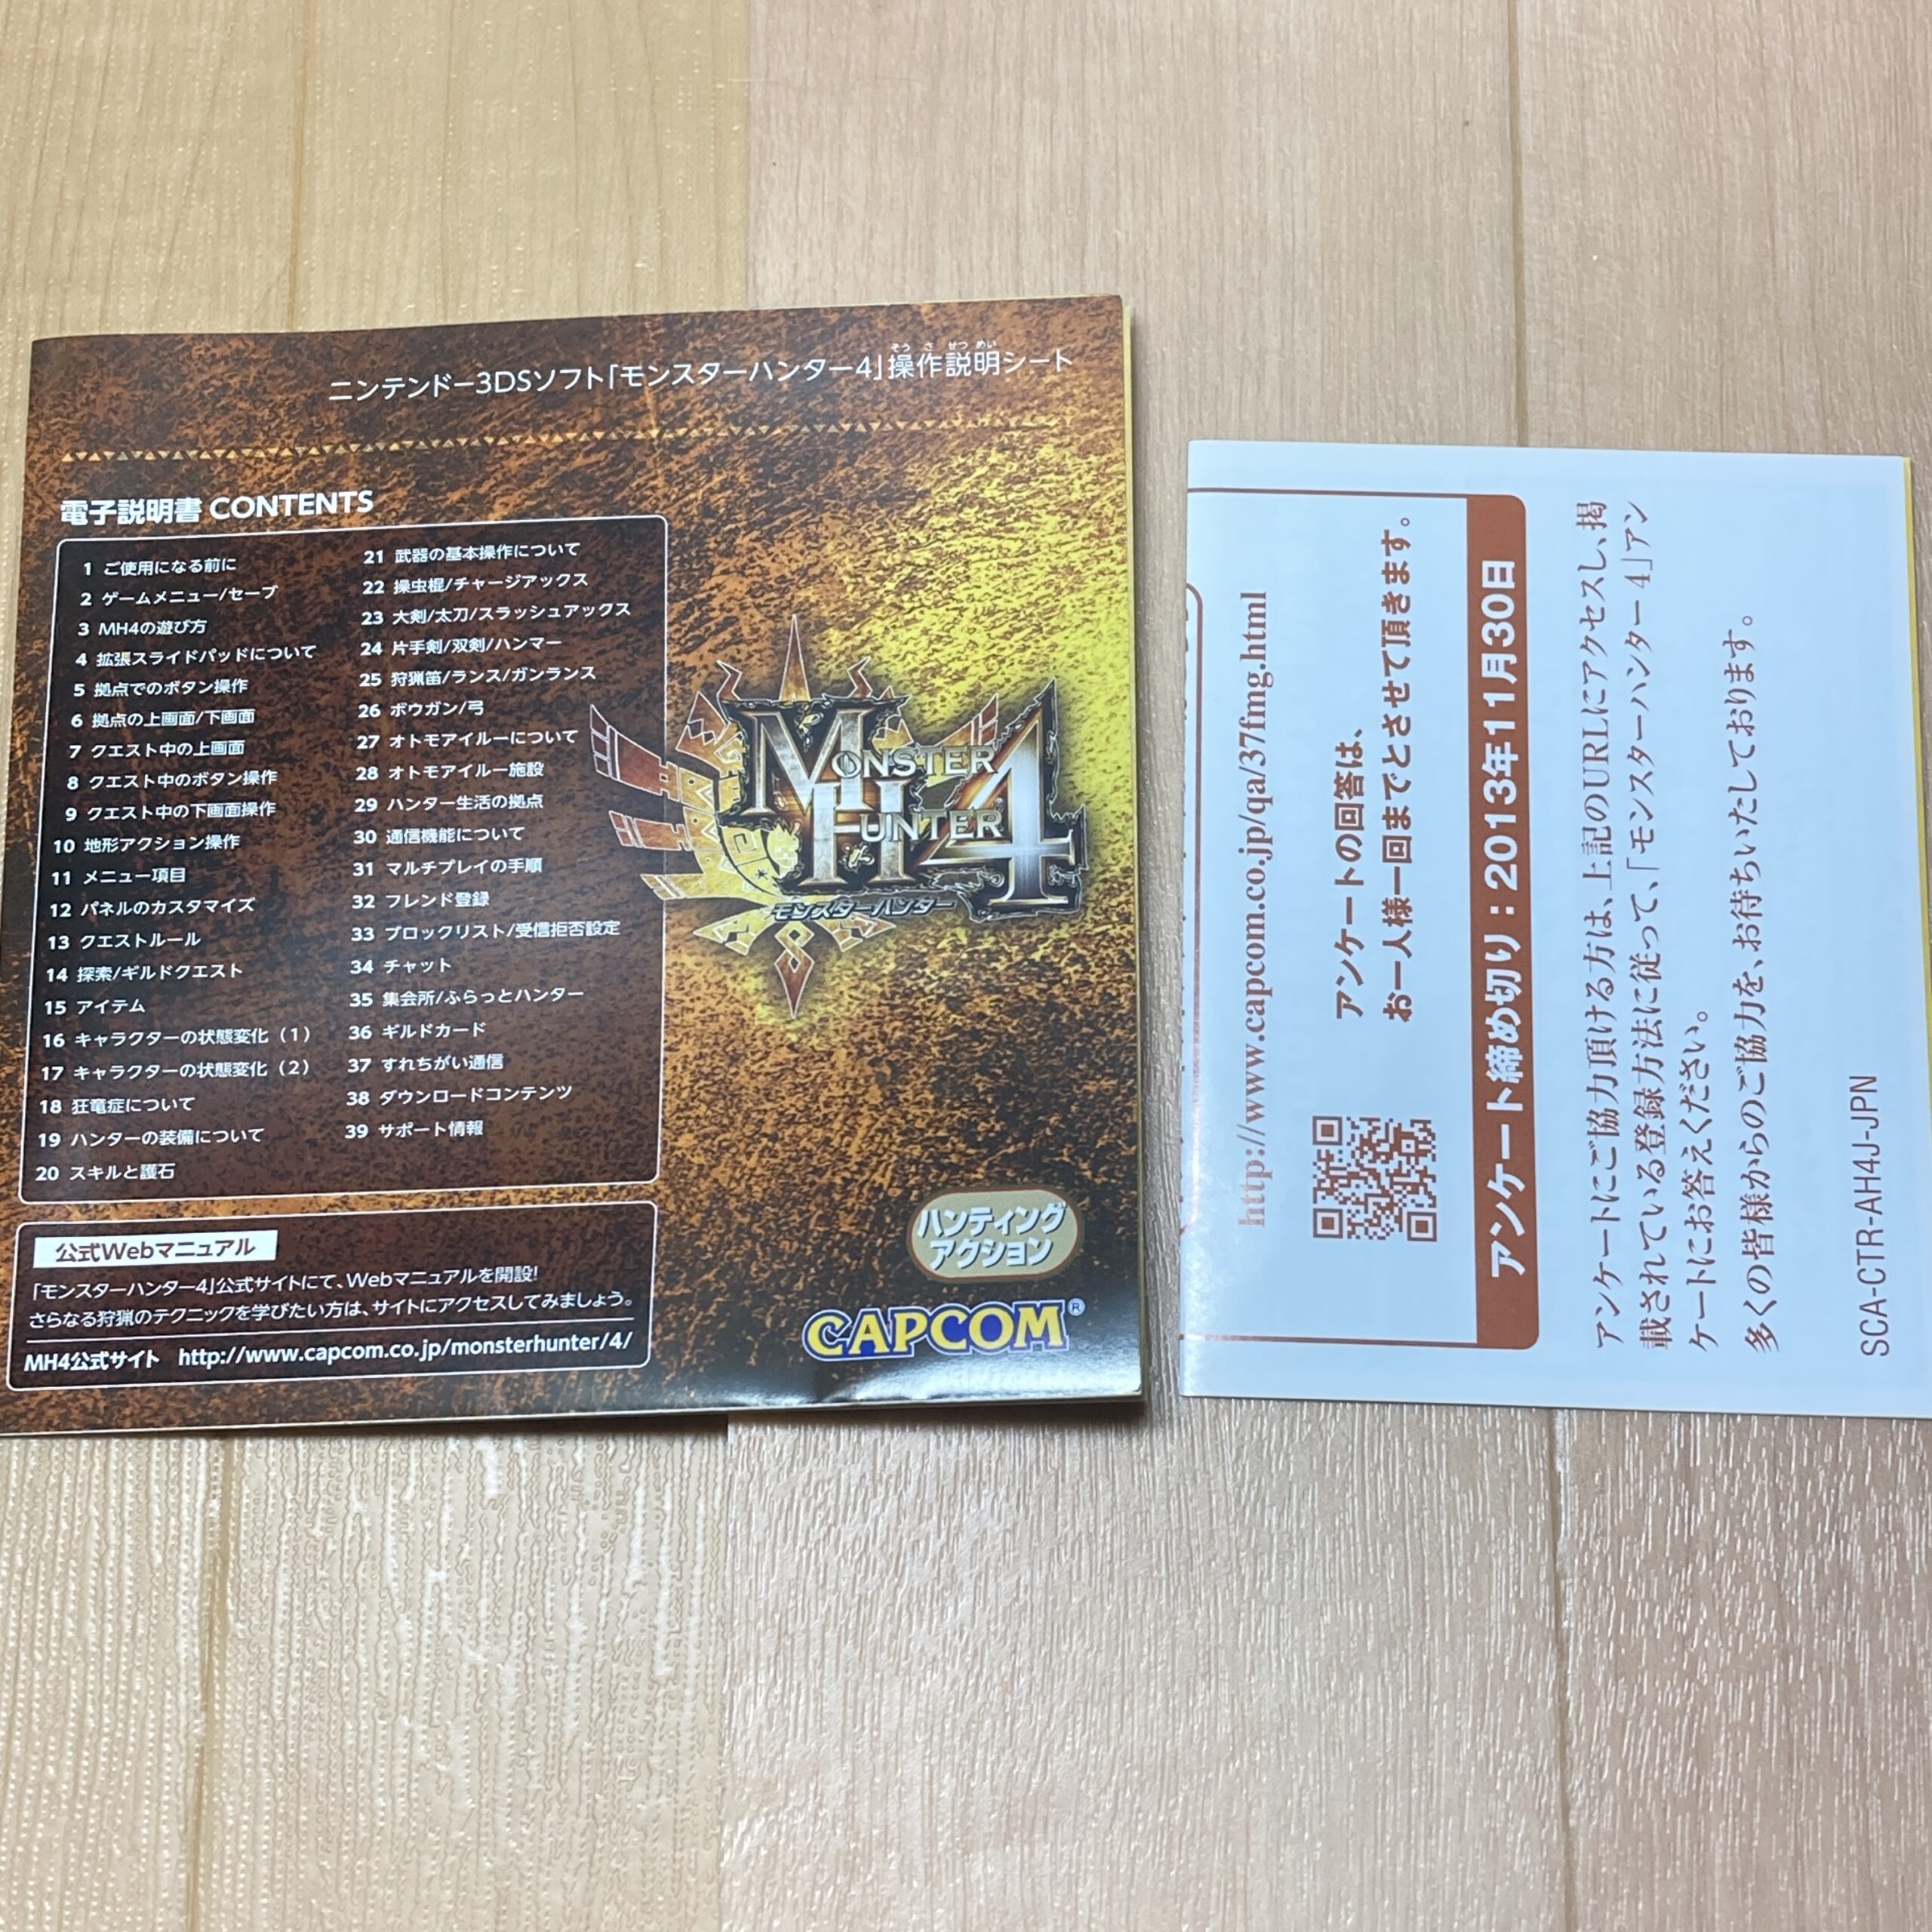 ニンテンドー3DSソフト「モンスターハンター4」操作説明シート
そう さ せつ めい
電子説明書 CONTENTS
1 ご使用になる前に
2 ゲームメニュー/セーブ
3 MH4の遊び方
4 拡張スライドパッドについて
5 拠点でのボタン操作
6 拠点の上画面/下画面
7 クエスト中の上画面
8 クエスト中のボタン操作
9 クエスト中の下画面操作
10 地形アクション操作
11 メニュー項目
12 パネルのカスタマイズ
13 クエストルール
14 探索/ギルドクエスト
15 アイテム
16 キャラクターの状態変化（1）
17 キャラクターの状態変化（2）
18 狂竜症について
19 ハンターの装備について
20 スキルと護石
21 武器の基本操作について
22 操虫棍/チャージアックス
23 大剣/太刀/スラッシュアックス
24 片手剣/双剣/ハンマー
25 狩猟笛/ランス/ガンランス
26 ボウガン/弓
27 オトモアイルーについて
28 オトモアイルー施設
29 ハンター生活の拠点
30 通信機能について
31 マルチプレイの手順
32 フレンド登録
33 ブロックリスト/受信拒否設定
34 チャット
35 集会所/ふらっとハンター
36 ギルドカード
37 すれちがい通信
38 ダウンロードコンテンツ
39 サポート情報
MONSTER
HUNTER 4
モンスターハンター
公式Webマニュアル
「モンスターハンター4」公式サイトにて、Webマニュアルを開設!
さらなる狩猟のテクニックを学びたい方は、サイトにアクセスしてみましょう。
MH4公式サイト http://www.capcom.co.jp/monsterhunter/4/
ハンティング
アクション
CAPCOM®
http://www.capcom.co.jp/qa/37fmg.html
アンケートの回答は、
お一人様一回までとさせて頂きます。
アンケート締め切り：2013年11月30日
アンケートにご協力頂ける方は、上記のURLにアクセスし、掲
載されている登録方法に従って、「モンスターハンター 4」アン
ケートにお答えください。
多くの皆様からのご協力を、お待ちいたしております。
SCA-CTR-AH4J-JPN